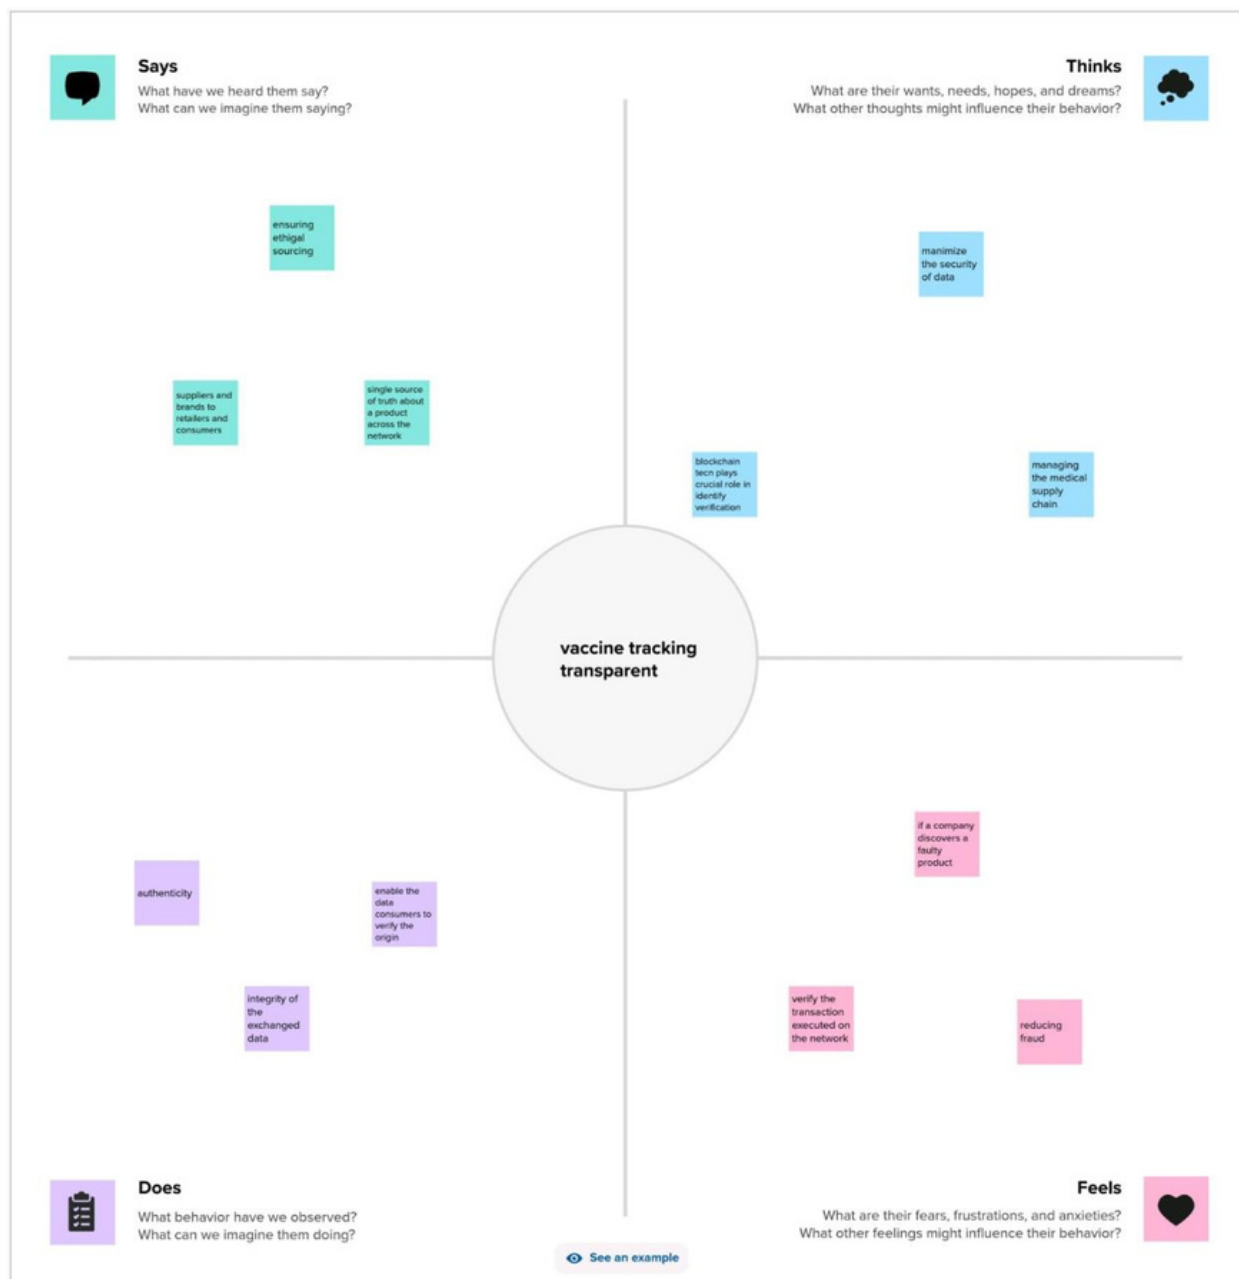 Says
What have we heard them say?
What can we imagine them saying?
Thinks
What are their wants, needs, hopes, and dreams?
What other thoughts might influence their behavior?
ensuring
ethigal
sourcing
suppliers and
brands to
retailers and
consumers
single source
of truth about
a product
across the
network
manimize
the security
of data
blockchain
tecn plays
crucial role in
identify
verification
managing
the medical
supply
chain
vaccine tracking
transparent
authenticity
enable the
data
consumers to
verify the
origin
integrity of
the
exchanged
data
if a company
discovers a
faulty
product
verify the
transaction
executed on
the network
reducing
fraud
Does
What behavior have we observed?
What can we imagine them doing?
Feels
What are their fears, frustrations, and anxieties?
What other feelings might influence their behavior?
See an example